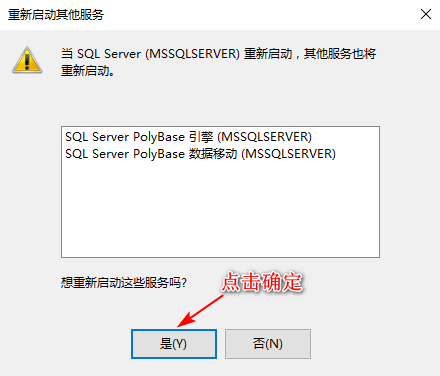 重新启动其他服务
当 SQL Server (MSSQLSERVER) 重新启动，其他服务也将
重新启动。
SQL Server PolyBase 引擎 (MSSQLSERVER)
SQL Server PolyBase 数据移动 (MSSQLSERVER)
想重新启动这些服务吗?
点击确定
是(Y)
否(N)